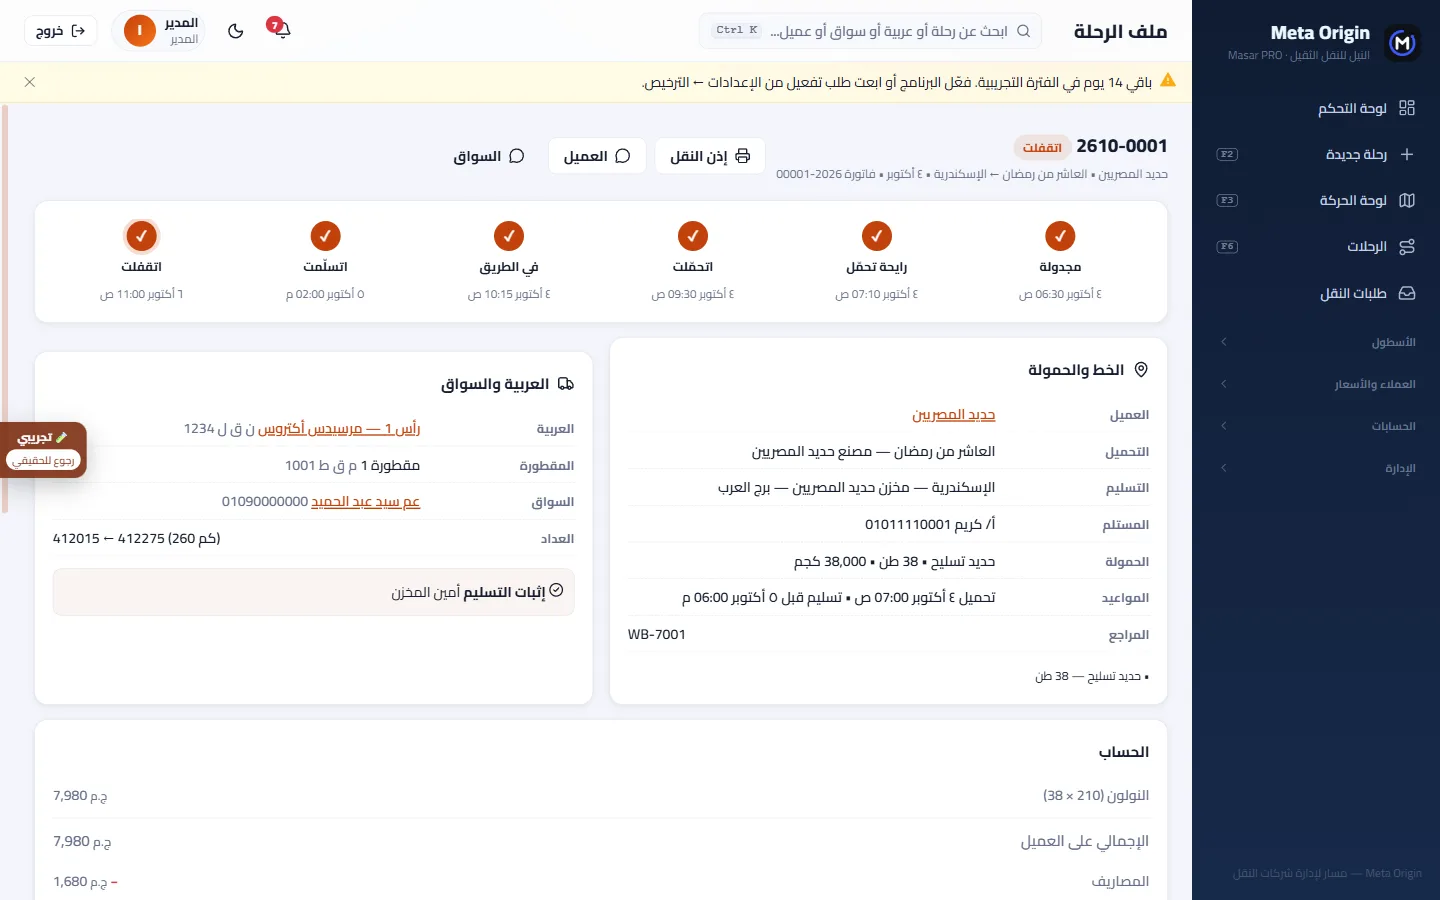 Meta Origin
النيل للنقل الثقيل · Masar PRO
لوحة التحكم
رحلة جديدة F2
لوحة الحركة F3
الرحلات F6
طلبات النقل
الأسطول
العملاء والأسعار
الحسابات
الإدارة
Meta Origin — مسار لإدارة شركات النقل
ملف الرحلة
ابحث عن رحلة أو عربية أو سواق أو عميل... Ctrl K
7
المدير
المدير
ا
خروج
باقي 14 يوم في الفترة التجريبية. فعّل البرنامج أو ابعت طلب تفعيل من الإعدادات ← الترخيص.
2610-0001 اتقفلت
حديد المصريين • العاشر من رمضان ← الإسكندرية • ٤ أكتوبر • فاتورة 2026-00001
إذن النقل
العميل
السواق
مجدولة
٤ أكتوبر 06:30 ص
رايحة تحمّل
٤ أكتوبر 07:10 ص
اتحمّلت
٤ أكتوبر 09:30 ص
في الطريق
٤ أكتوبر 10:15 ص
اتسلّمت
٥ أكتوبر 02:00 م
اتقفلت
٦ أكتوبر 11:00 ص
الخط والحمولة
العميل حديد المصريين
التحميل العاشر من رمضان — مصنع حديد المصريين
التسليم الإسكندرية — مخزن حديد المصريين — برج العرب
المستلم أ/ كريم 01011110001
الحمولة حديد تسليح • 38 طن • 38,000 كجم
المواعيد تحميل ٤ أكتوبر 07:00 ص • تسليم قبل ٥ أكتوبر 06:00 م
المراجع WB-7001
• حديد تسليح — 38 طن
العربية والسواق
العربية رأس 1 — مرسيدس أكتروس ن ق ل 1234
المقطورة مقطورة 1 م ق ط 1001
السواق عم سيد عبد الحميد 01090000000
العداد 412015 ← 412275 (260 كم)
إثبات التسليم أمين المخزن
تجريبي
رجوع للحقيقي
الحساب
النولون (210 × 38) 7,980 ج.م
الإجمالي على العميل 7,980 ج.م
المصاريف − 1,680 ج.م